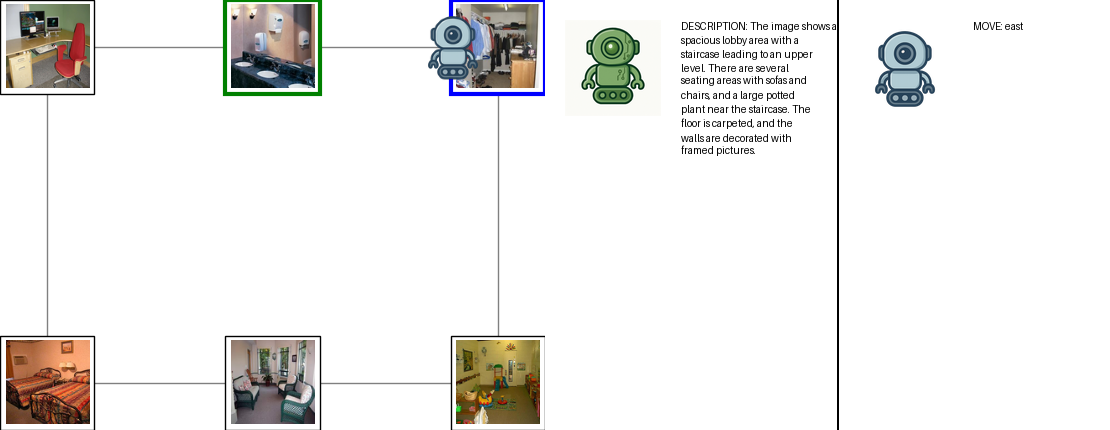 DESCRIPTION: The image shows a
spacious lobby area with a
staircase leading to an upper
level. There are several
seating areas with sofas and
chairs, and a large potted
plant near the staircase. The
floor is carpeted, and the
walls are decorated with
framed pictures.
MOVE: east